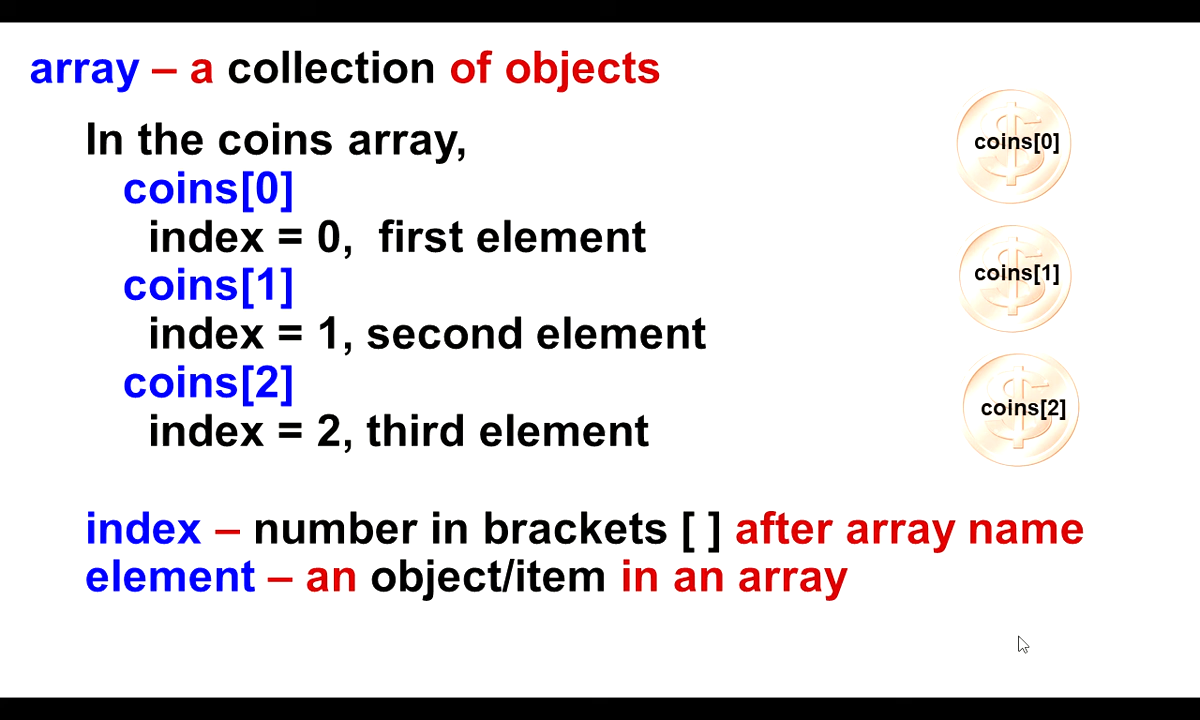 array – a collection of objects
In the coins array,
coins[0]
index = 0, first element
coins[1]
index = 1, second element
coins[2]
index = 2, third element
index – number in brackets [ ] after array name
element – an object/item in an array
coins[0]
coins[1]
coins[2]